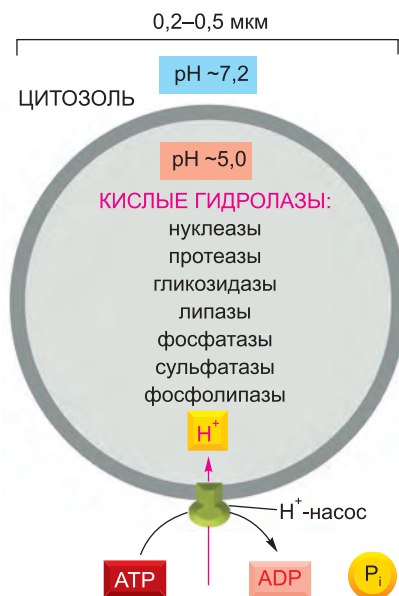 0,2–0,5 мкм
pH ~7,2
ЦИТОЗОЛЬ
pH ~5,0
КИСЛЫЕ ГИДРОЛАЗЫ:
нуклеазы
протеазы
гликозидазы
липазы
фосфатазы
сульфатазы
фосфолипазы
H⁺
H⁺-насос
ATP
ADP
Pᵢ